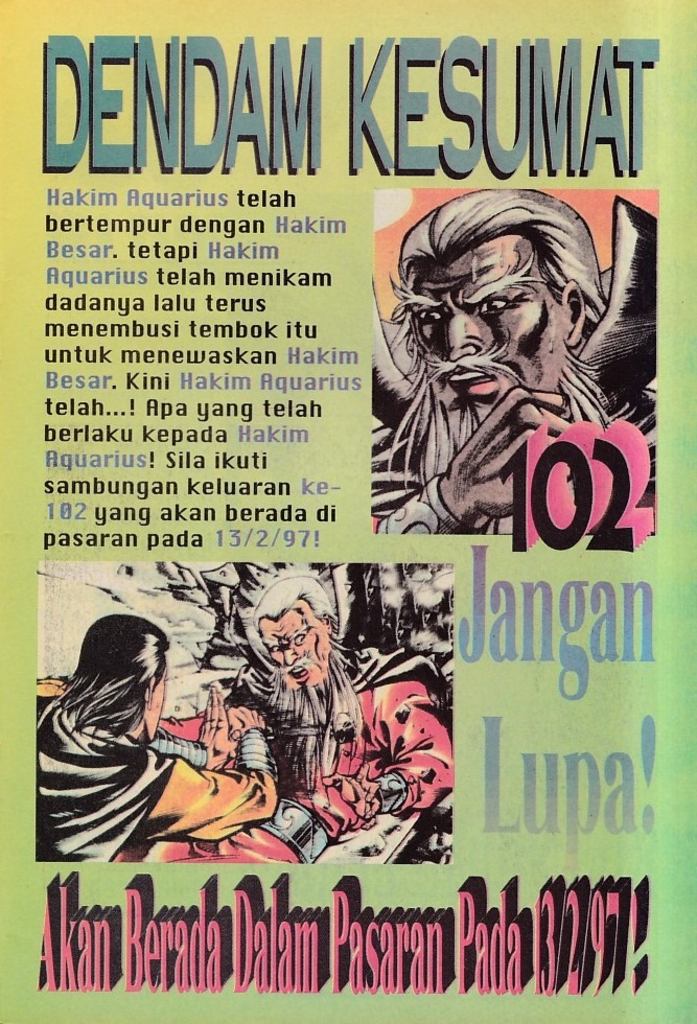 DENDAM KESUMAT
Hakim Aquarius telah
bertempur dengan Hakim
Besar. tetapi Hakim
Aquarius telah menikam
dadanya lalu terus
menembusi tembok itu
untuk menewaskan Hakim
Besar. Kini Hakim Aquarius
telah...! Apa yang telah
berlaku kepada Hakim
Aquarius! Sila ikuti
sambungan keluaran ke-
102 yang akan berada di
pasaran pada 13/2/97!
102
Jangan
Lupa!
Akan Berada Dalam Pasaran Pada 13/2/97!